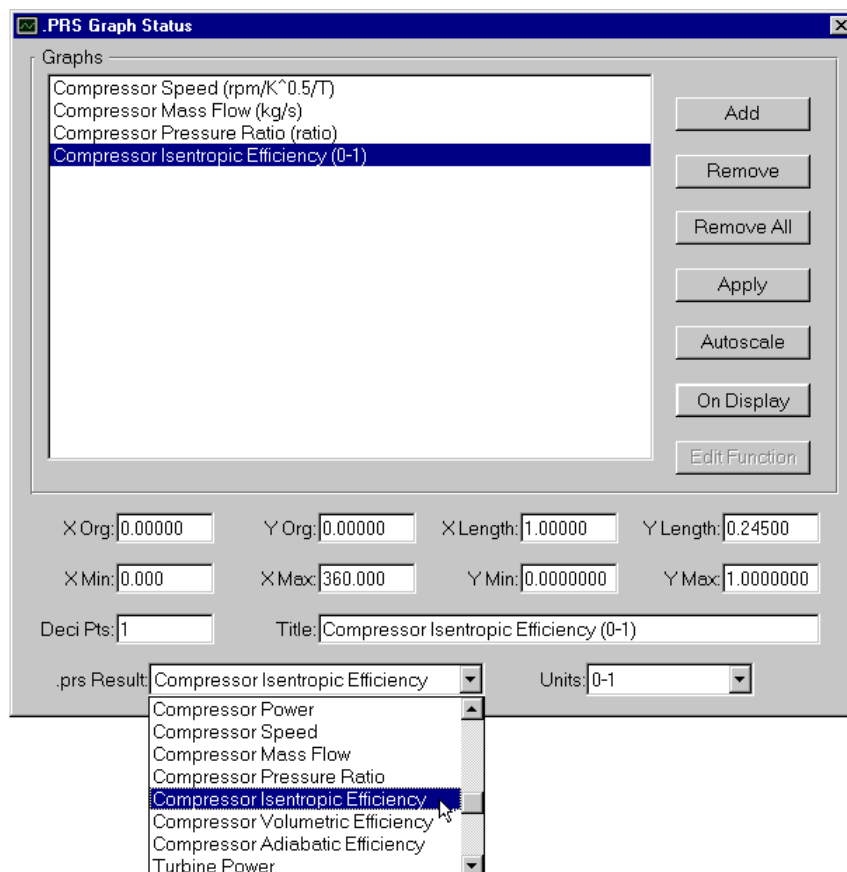 .PRS Graph Status
Graphs
Compressor Speed (rpm/K^0.5/T)
Compressor Mass Flow (kg/s)
Compressor Pressure Ratio (ratio)
Compressor Isentropic Efficiency (0-1)
Add
Remove
Remove All
Apply
Autoscale
On Display
Edit Function
X Org: 0.00000 Y Org: 0.00000 X Length: 1.00000 Y Length: 0.24500
X Min: 0.000 X Max: 360.000 Y Min: 0.0000000 Y Max: 1.0000000
Deci Pts: 1 Title: Compressor Isentropic Efficiency (0-1)
.prs Result: Compressor Isentropic Efficiency Units: 0-1
Compressor Power
Compressor Speed
Compressor Mass Flow
Compressor Pressure Ratio
Compressor Isentropic Efficiency
Compressor Volumetric Efficiency
Compressor Adiabatic Efficiency
Turbine Power